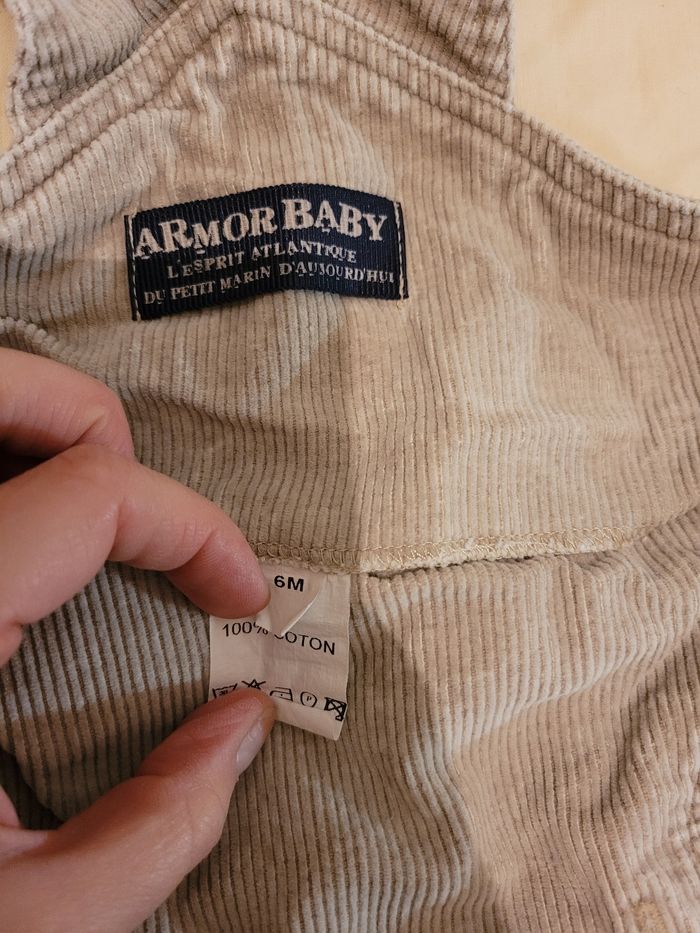 ARMOR BABY
L'ESPRIT ATLANTIQUE
DU PETIT MARIN D'AUJOURD'HUI
6M
100% COTON
P